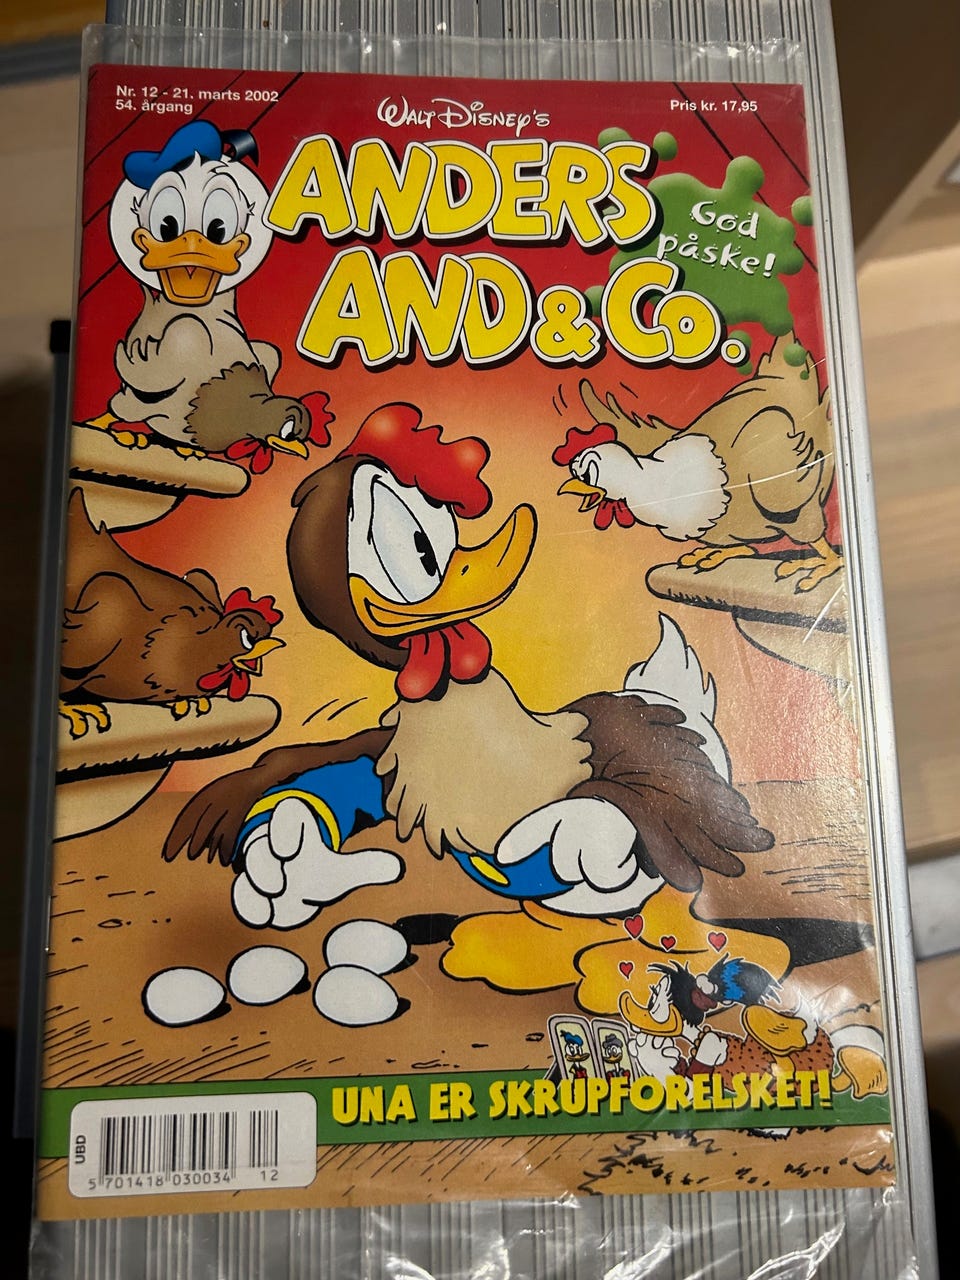 Nr. 12 - 21. marts 2002
54. årgang
WALT DISNEY'S
Pris kr. 17,95
ANDERS
AND & Co.
God
påske!
UNA ER SKRUPFORELSKET!
UBD
5 701418 030034 12